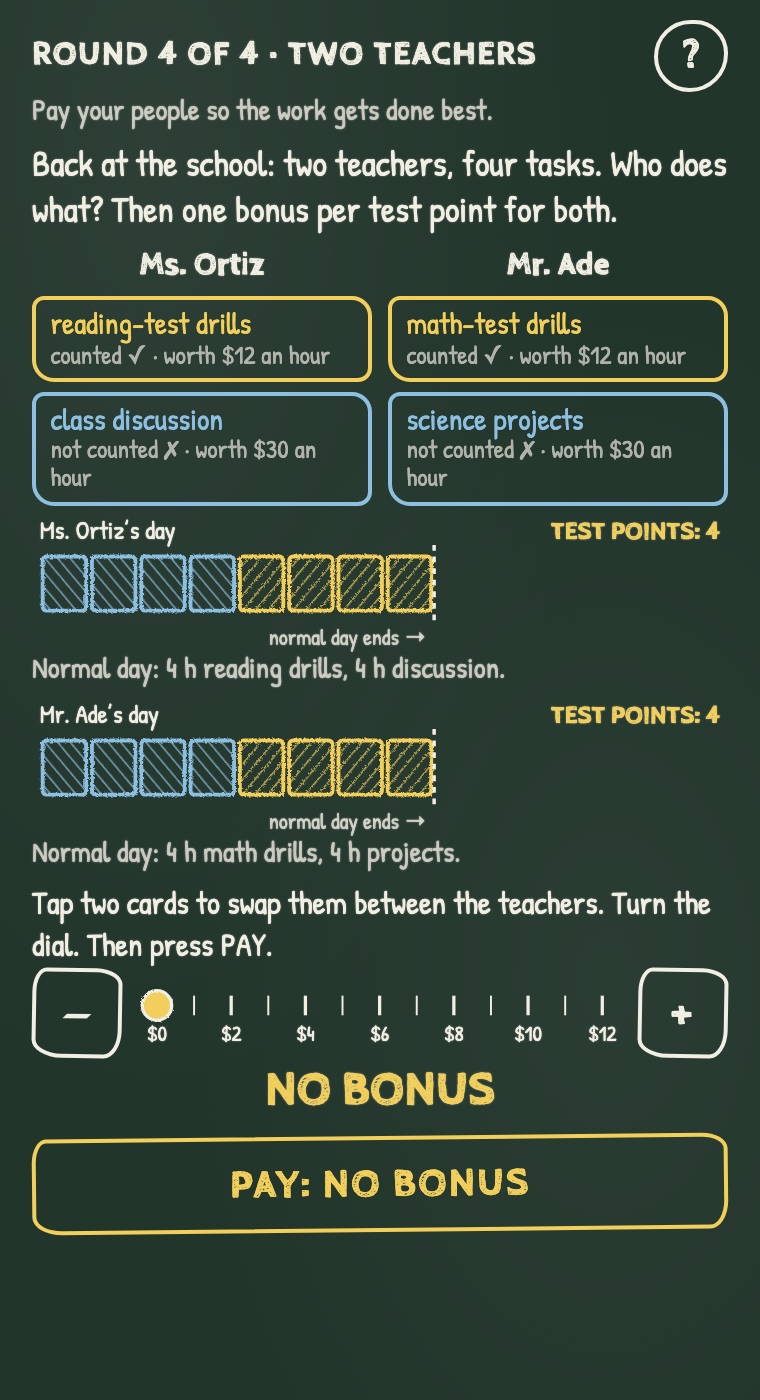 ROUND 4 OF 4 · TWO TEACHERS
?
Pay your people so the work gets done best.
Back at the school: two teachers, four tasks. Who does
what? Then one bonus per test point for both.
Ms. Ortiz
Mr. Ade
reading-test drills
counted ✓ · worth $12 an hour
math-test drills
counted ✓ · worth $12 an hour
class discussion
not counted ✗ · worth $30 an
hour
science projects
not counted ✗ · worth $30 an
hour
Ms. Ortiz's day
TEST POINTS: 4
normal day ends →
Normal day: 4 h reading drills, 4 h discussion.
Mr. Ade's day
TEST POINTS: 4
normal day ends →
Normal day: 4 h math drills, 4 h projects.
Tap two cards to swap them between the teachers. Turn the
dial. Then press PAY.
–
$0 $2 $4 $6 $8 $10 $12
+
NO BONUS
PAY: NO BONUS